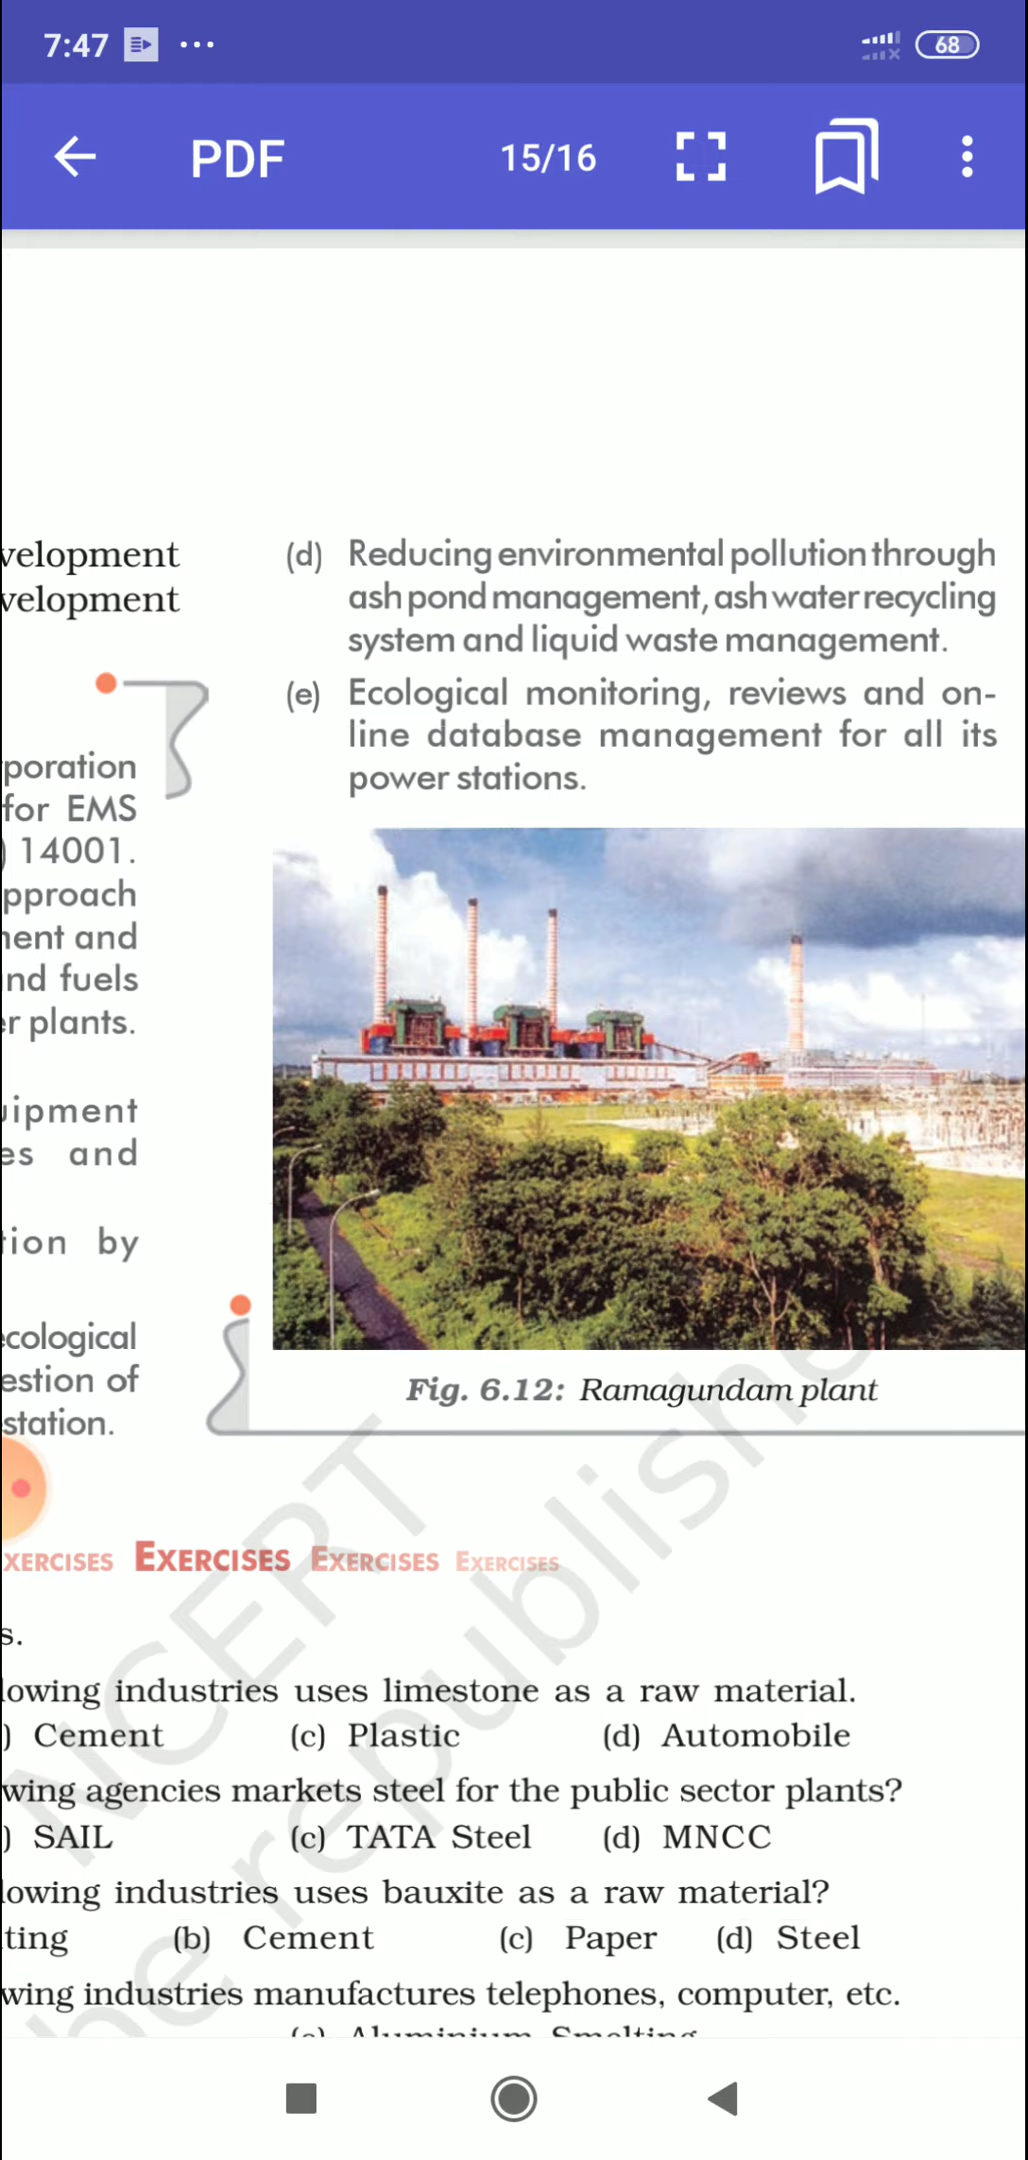 7:47
68
PDF
15/16
velopment
velopment
(d) Reducing environmental pollution through
ash pond management, ash water recycling
system and liquid waste management.
(e) Ecological monitoring, reviews and on-
line database management for all its
power stations.
poration
for EMS
) 14001.
pproach
ent and
nd fuels
r plants.
ipment
es and
tion by
cological
estion of
station.
Fig. 6.12: Ramagundam plant
XERCISES EXERCISES EXERCISES EXERCISES
s.
lowing industries uses limestone as a raw material.
) Cement (c) Plastic (d) Automobile
wing agencies markets steel for the public sector plants?
) SAIL (c) TATA Steel (d) MNCC
lowing industries uses bauxite as a raw material?
ting (b) Cement (c) Paper (d) Steel
wing industries manufactures telephones, computer, etc.
(c) Aluminium Smelting
NCERT
e republishe